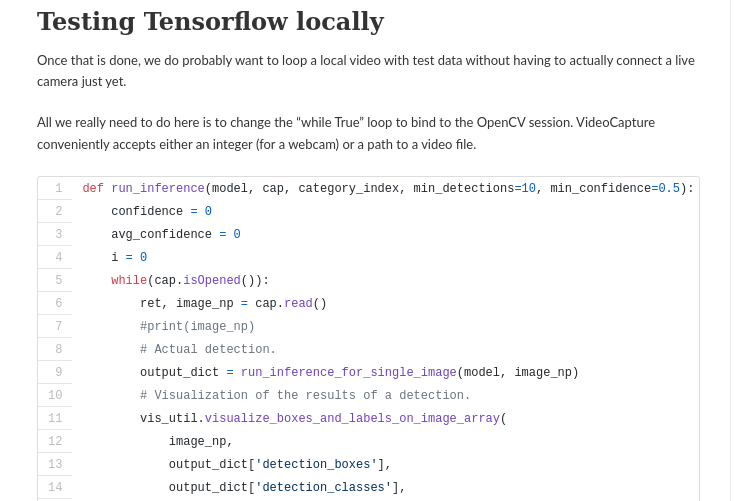 Testing Tensorflow locally
Once that is done, we do probably want to loop a local video with test data without having to actually connect a live
camera just yet.
All we really need to do here is to change the “while True” loop to bind to the OpenCV session. VideoCapture
conveniently accepts either an integer (for a webcam) or a path to a video file.
1 def run_inference(model, cap, category_index, min_detections=10, min_confidence=0.5):
2     confidence = 0
3     avg_confidence = 0
4     i = 0
5     while(cap.isOpened()):
6         ret, image_np = cap.read()
7         #print(image_np)
8         # Actual detection.
9         output_dict = run_inference_for_single_image(model, image_np)
10         # Visualization of the results of a detection.
11         vis_util.visualize_boxes_and_labels_on_image_array(
12             image_np,
13             output_dict['detection_boxes'],
14             output_dict['detection_classes'],